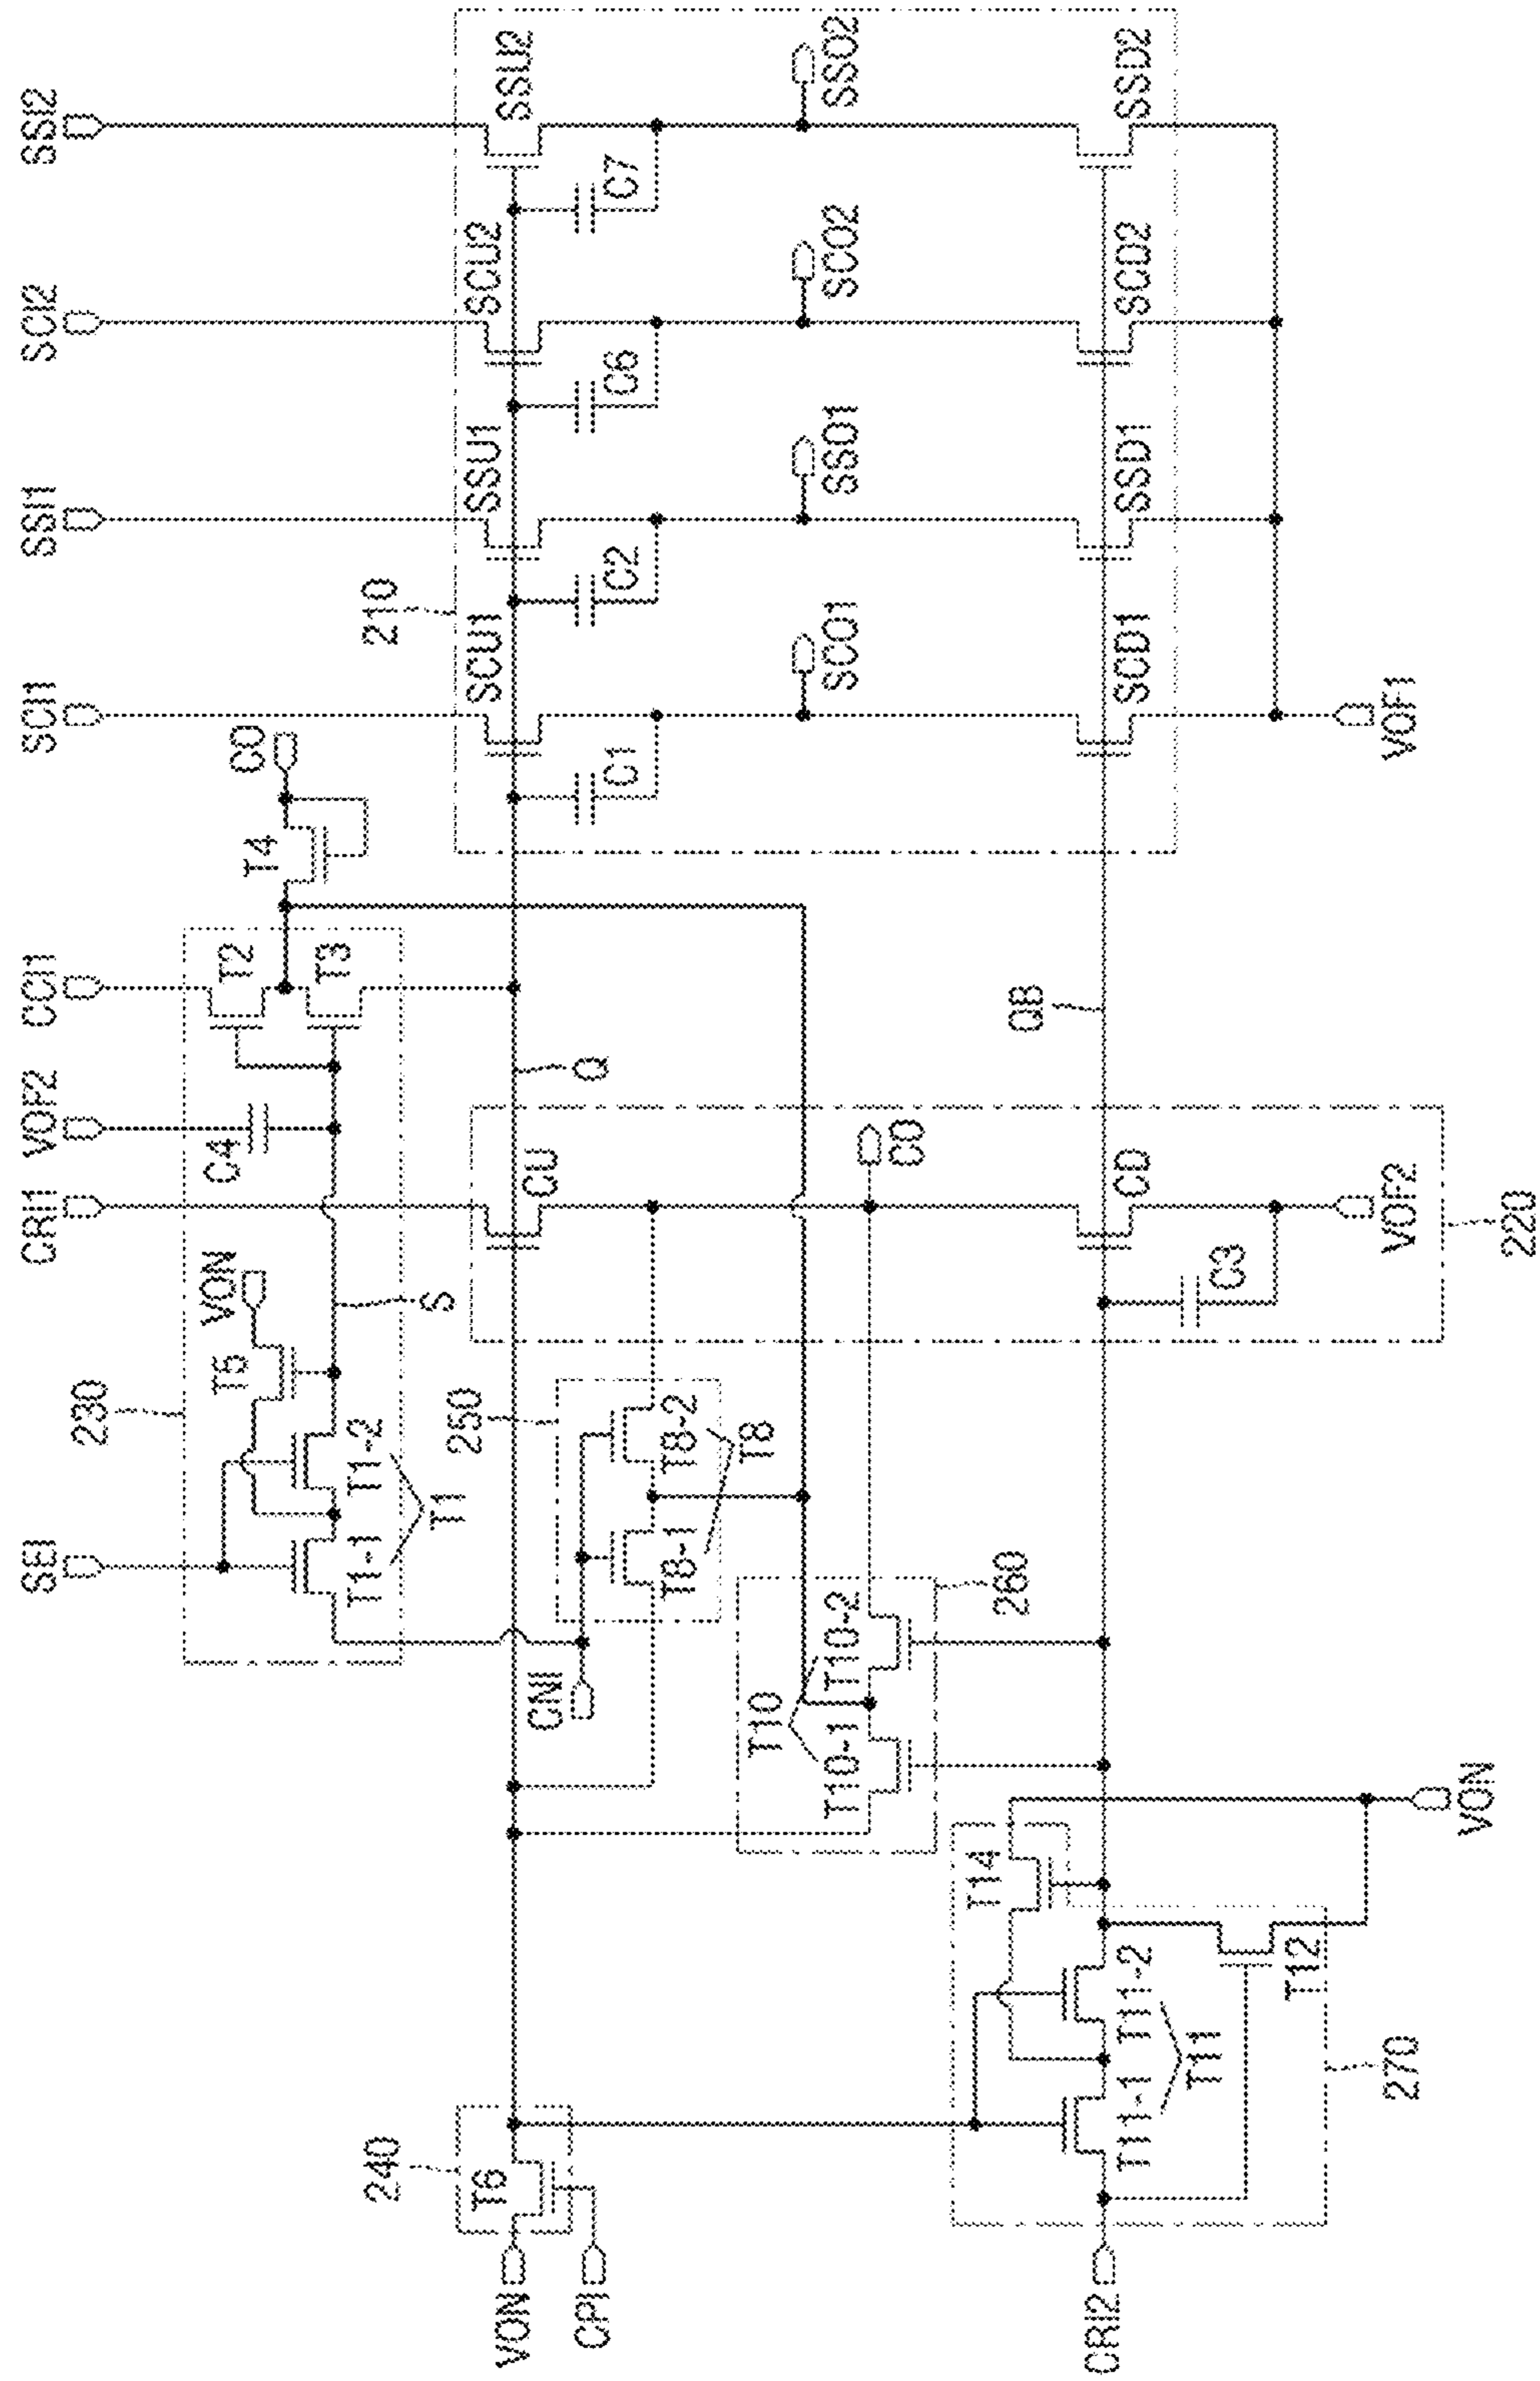 SEI
CRI1
VOF2
CCI1
SCI1
SSI1
SCI2
SSI2
230
VON
T5
C4
T2
CO
T4
T3
T1-1
T1-2
T1
S
240
250
210
T6
VON
CPI
CNI
CU
SCU1
SSU1
SCU2
SSU2
Q
C1
C2
C6
C7
T8-1
T8-2
T8
T10
T10-1
T10-2
CO
SCO1
SSO1
SCO2
SSO2
260
T14
QB
CRI2
T11-1
T11-2
T11
CD
SCD1
SSD1
SCD2
SSD2
C3
T12
270
VON
VOF2
VOF1
220